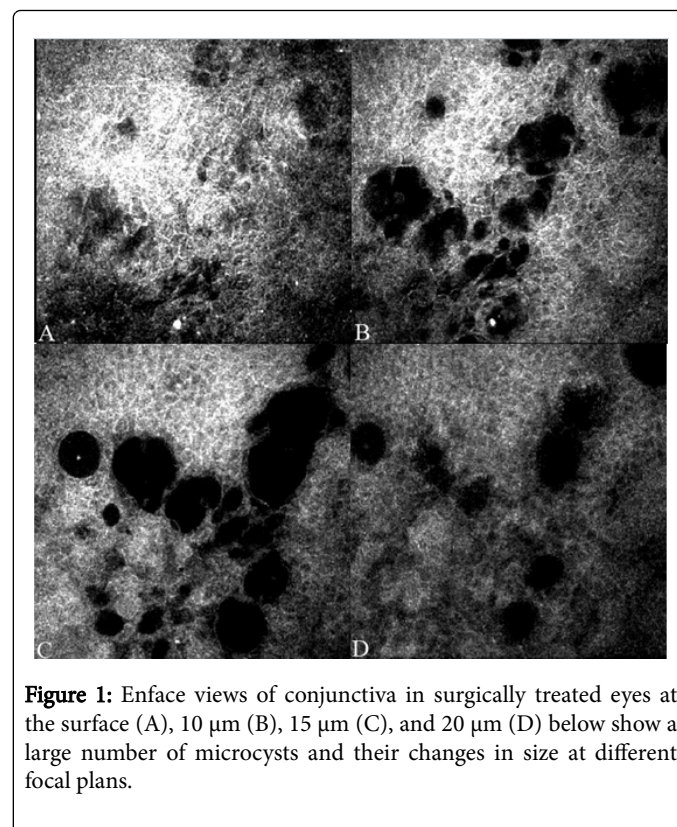 A
B
C
D
Figure 1: Enface views of conjunctiva in surgically treated eyes at
the surface (A), 10 μm (B), 15 μm (C), and 20 μm (D) below show a
large number of microcysts and their changes in size at different
focal plans.